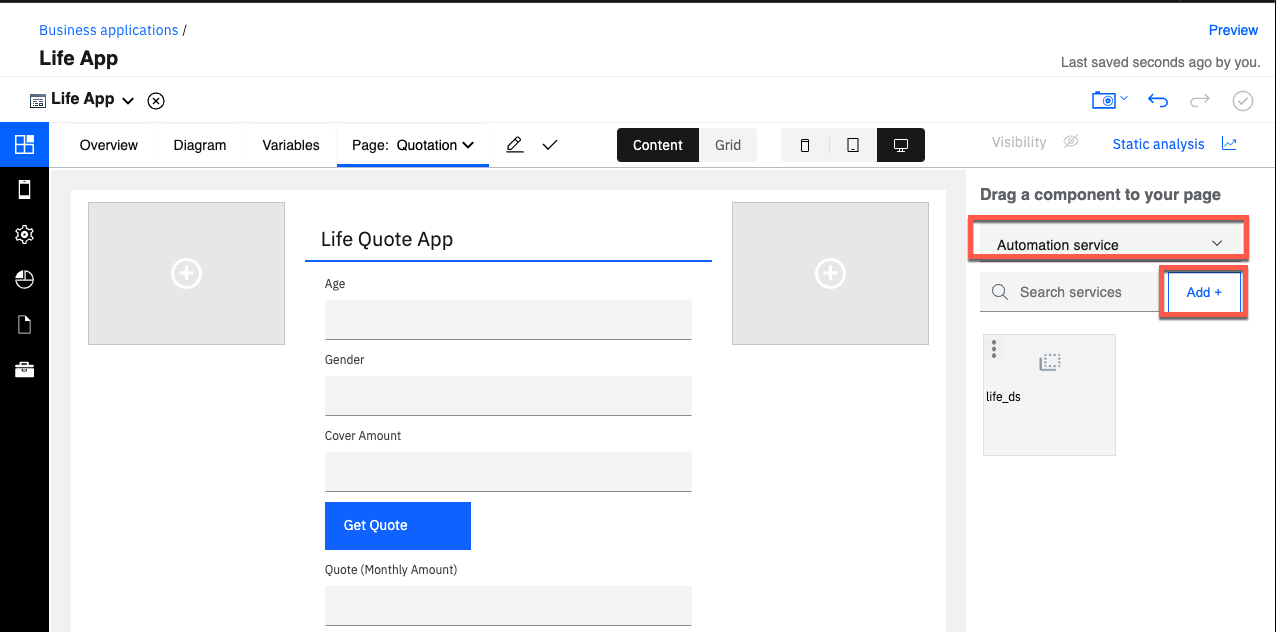 Business applications /
Preview
Life App
Last saved seconds ago by you.
Life App
Overview
Diagram
Variables
Page: Quotation
Content
Grid
Visibility
Static analysis
Drag a component to your page
Automation service
Search services
Add +
life_ds
Life Quote App
Age
Gender
Cover Amount
Get Quote
Quote (Monthly Amount)